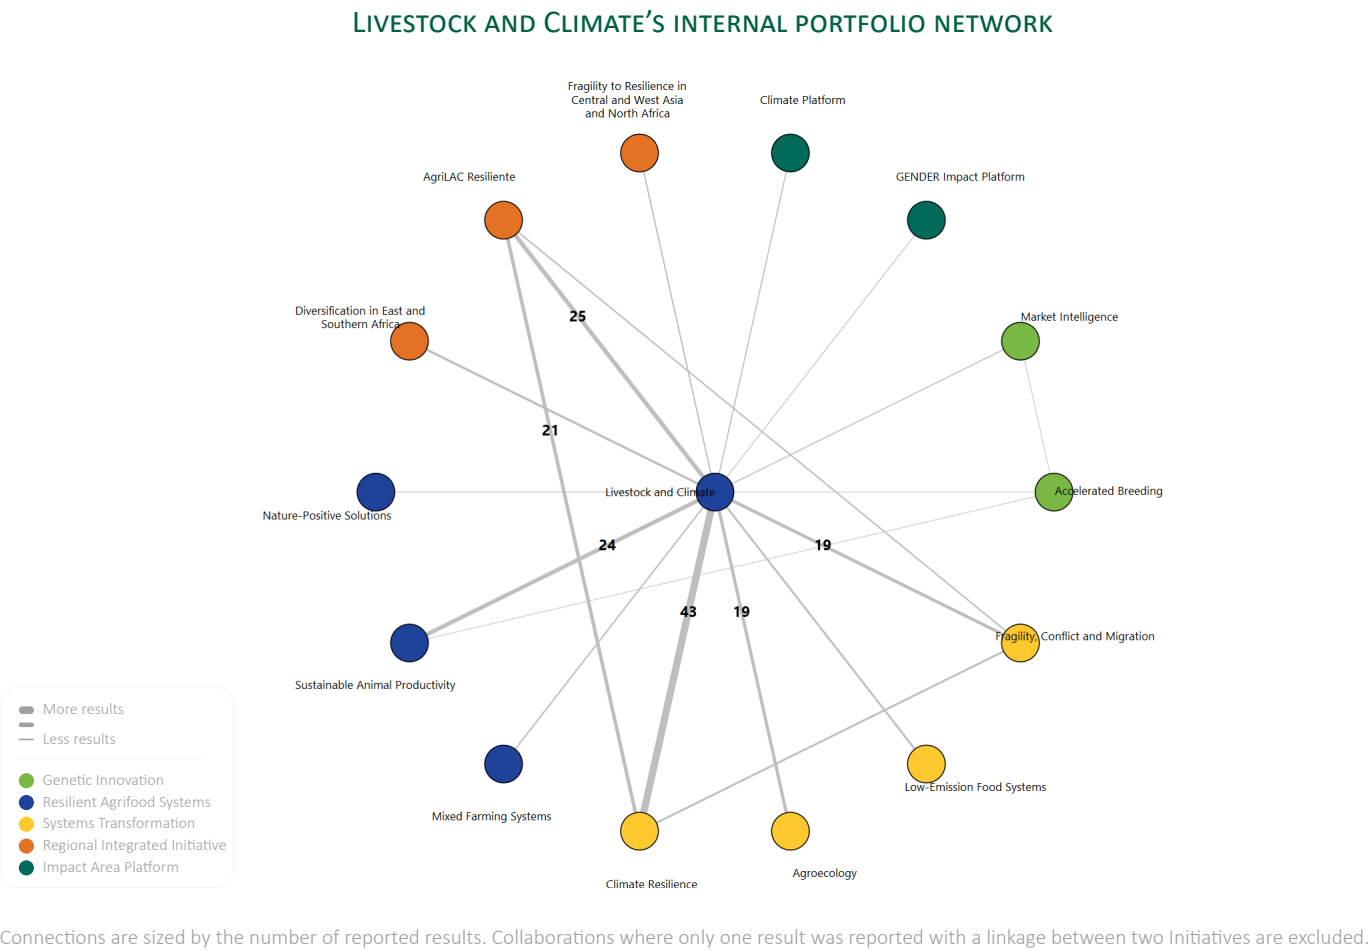 LIVESTOCK AND CLIMATE'S INTERNAL PORTFOLIO NETWORK
Fragility to Resilience in
Central and West Asia
and North Africa
Climate Platform
AgriLAC Resiliente
GENDER Impact Platform
Diversification in East and
Southern Africa
25
Market Intelligence
21
Nature-Positive Solutions
Livestock and Climate
Accelerated Breeding
24
19
43
19
Fragility, Conflict and Migration
Sustainable Animal Productivity
Mixed Farming Systems
Low-Emission Food Systems
Climate Resilience
Agroecology
More results
Less results
Genetic Innovation
Resilient Agrifood Systems
Systems Transformation
Regional Integrated Initiative
Impact Area Platform
Connections are sized by the number of reported results. Collaborations where only one result was reported with a linkage between two Initiatives are excluded.